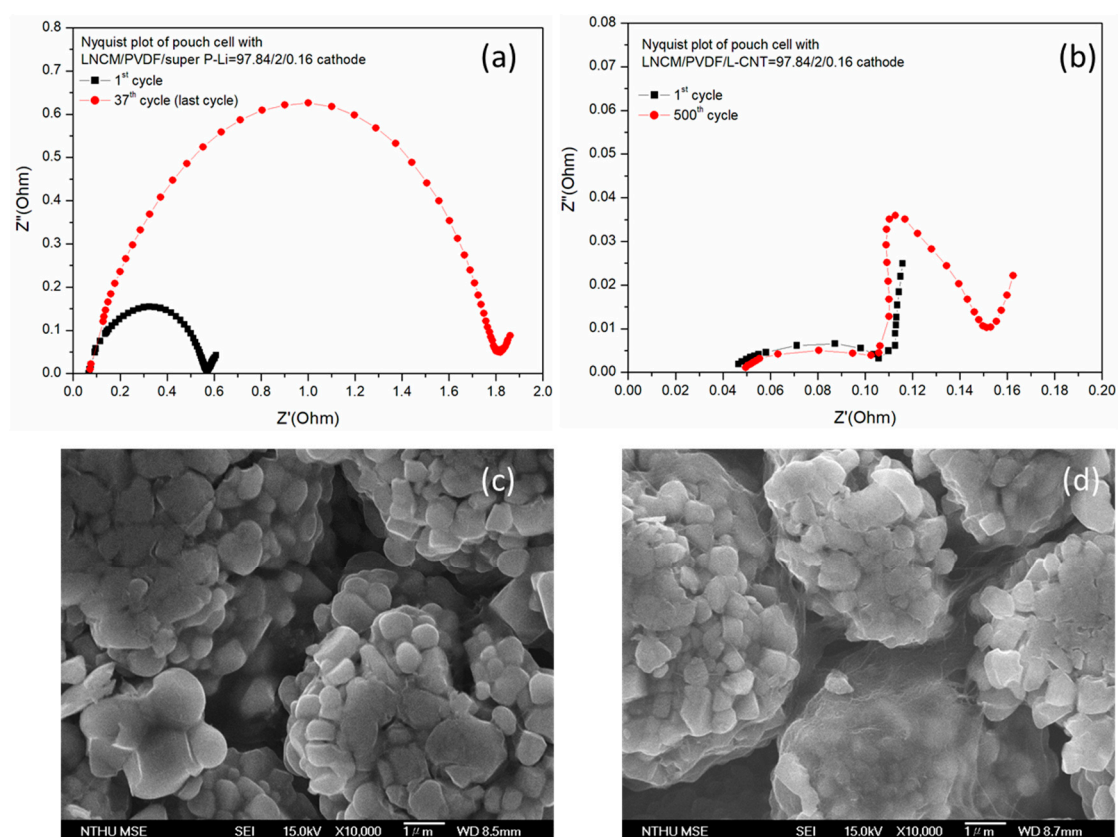 (a)
Nyquist plot of pouch cell with
LNCM/PVDF/super P-Li=97.84/2/0.16 cathode
1st cycle
37th cycle (last cycle)
0.8
0.7
0.6
0.5
0.4
0.3
0.2
0.1
0.0
Z"(Ohm)
0.0 0.2 0.4 0.6 0.8 1.0 1.2 1.4 1.6 1.8 2.0
Z'(Ohm)
(b)
Nyquist plot of pouch cell with
LNCM/PVDF/L-CNT=97.84/2/0.16 cathode
1st cycle
500th cycle
0.08
0.07
0.06
0.05
0.04
0.03
0.02
0.01
0.00
Z"(Ohm)
0.00 0.02 0.04 0.06 0.08 0.10 0.12 0.14 0.16 0.18 0.20
Z'(Ohm)
(c)
NTHU MSE SEI 15.0kV X10,000 1μm WD 8.5mm
(d)
NTHU MSE SEI 15.0kV X10,000 1μm WD 8.7mm